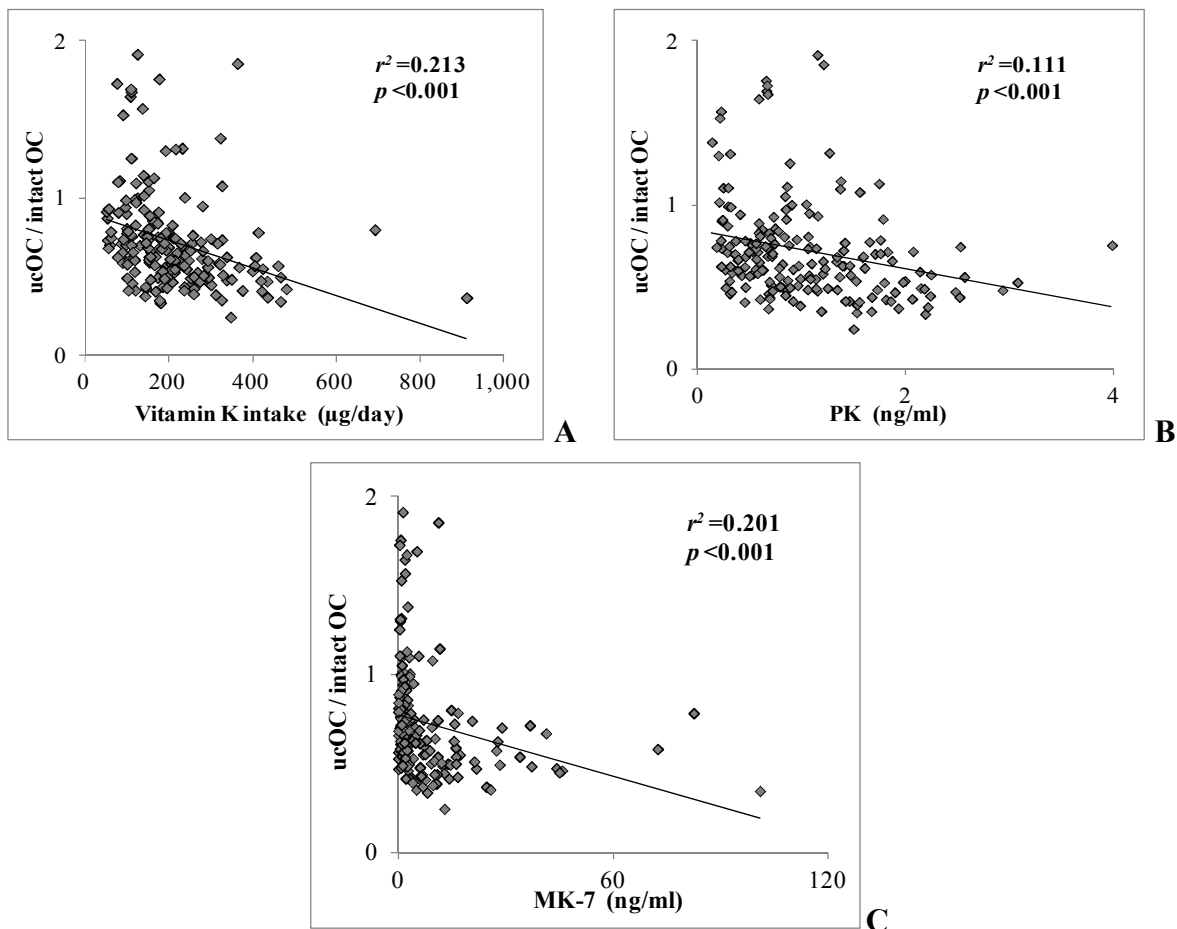 2
r² =0.213
p <0.001
ucOC / intact OC
1
0
0
200
400
600
800
1,000
Vitamin K intake (µg/day)
A
2
r² =0.111
p <0.001
ucOC / intact OC
1
0
0
2
4
PK (ng/ml)
B
2
r² =0.201
p <0.001
ucOC / intact OC
1
0
0
60
120
MK-7 (ng/ml)
C